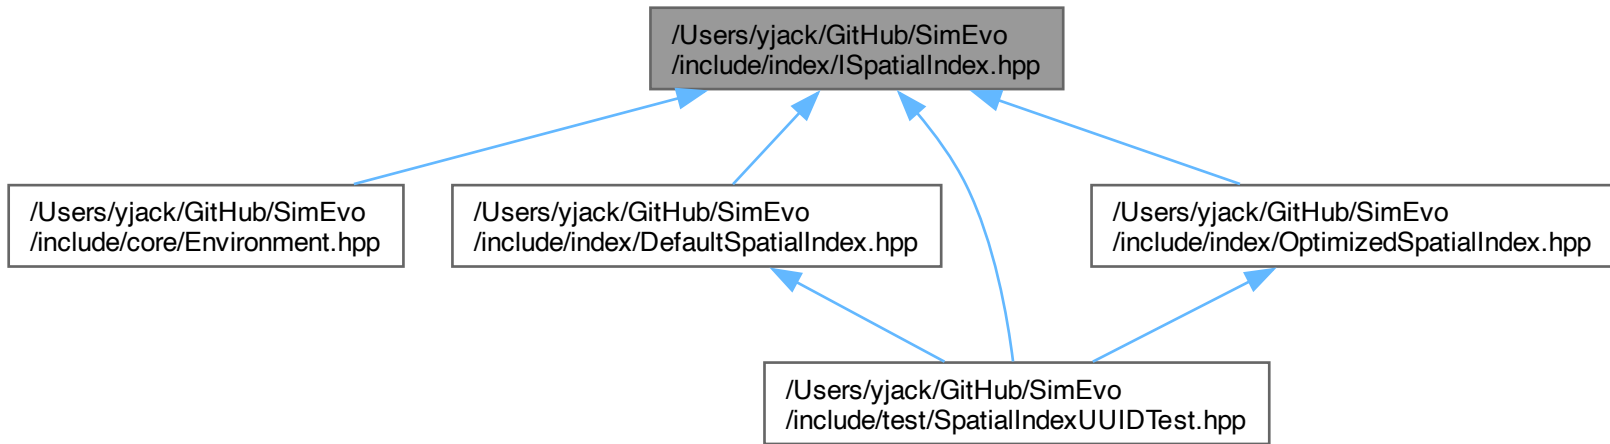 /Users/yjack/GitHub/SimEvo
/include/index/ISpatialIndex.hpp
/Users/yjack/GitHub/SimEvo
/include/core/Environment.hpp
/Users/yjack/GitHub/SimEvo
/include/index/DefaultSpatialIndex.hpp
/Users/yjack/GitHub/SimEvo
/include/index/OptimizedSpatialIndex.hpp
/Users/yjack/GitHub/SimEvo
/include/test/SpatialIndexUUIDTest.hpp